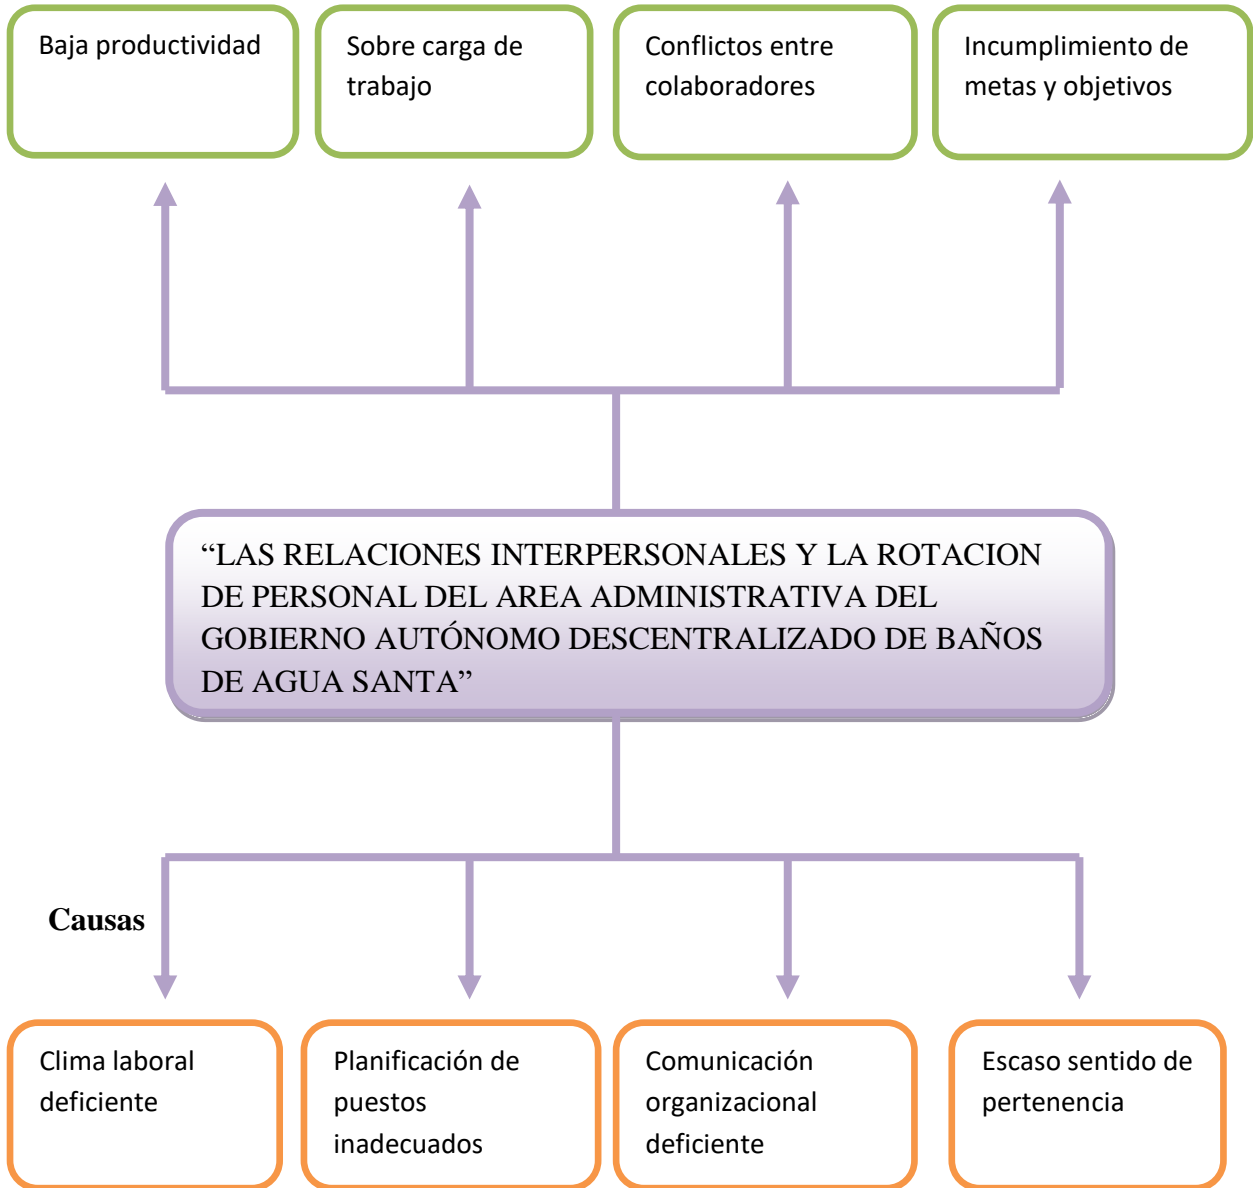 Baja productividad
Sobre carga de
trabajo
Conflictos entre
colaboradores
Incumplimiento de
metas y objetivos
“LAS RELACIONES INTERPERSONALES Y LA ROTACION
DE PERSONAL DEL AREA ADMINISTRATIVA DEL
GOBIERNO AUTÓNOMO DESCENTRALIZADO DE BAÑOS
DE AGUA SANTA”
Causas
Clima laboral
deficiente
Planificación de
puestos
inadecuados
Comunicación
organizacional
deficiente
Escaso sentido de
pertenencia